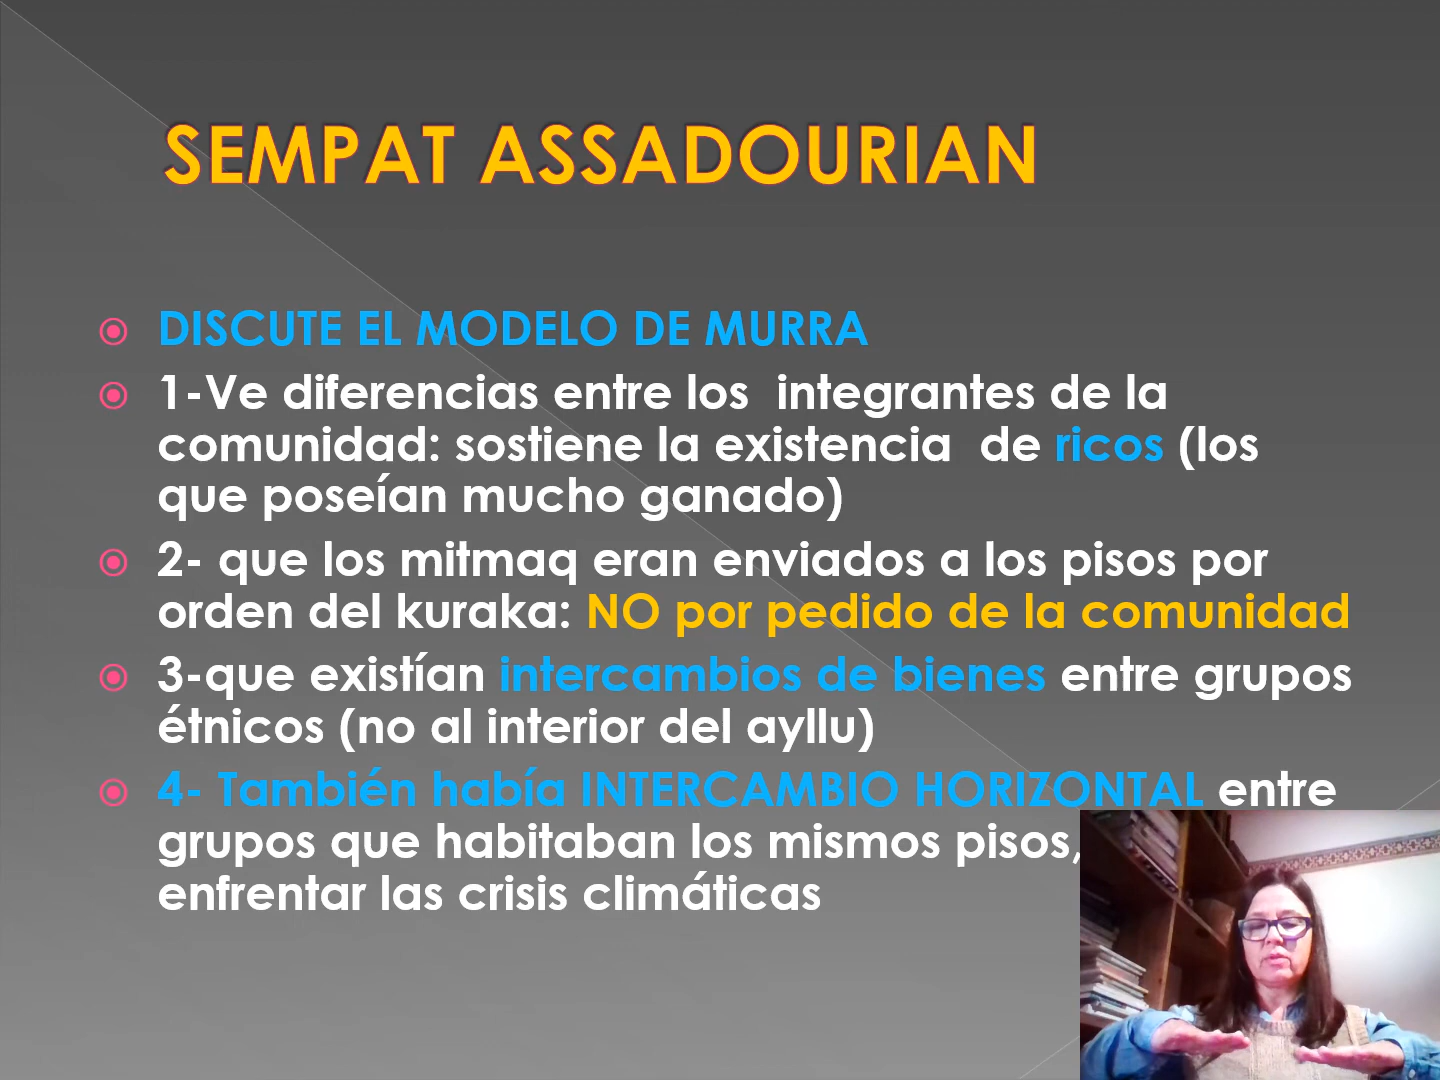 SEMPAT ASSADOURIAN
DISCUTE EL MODELO DE MURRA
1-Ve diferencias entre los integrantes de la
comunidad: sostiene la existencia de ricos (los
que poseían mucho ganado)
2- que los mitmaq eran enviados a los pisos por
orden del kuraka: NO por pedido de la comunidad
3-que existían intercambios de bienes entre grupos
étnicos (no al interior del ayllu)
4- También había INTERCAMBIO HORIZONTAL entre
grupos que habitaban los mismos pisos,
enfrentar las crisis climáticas